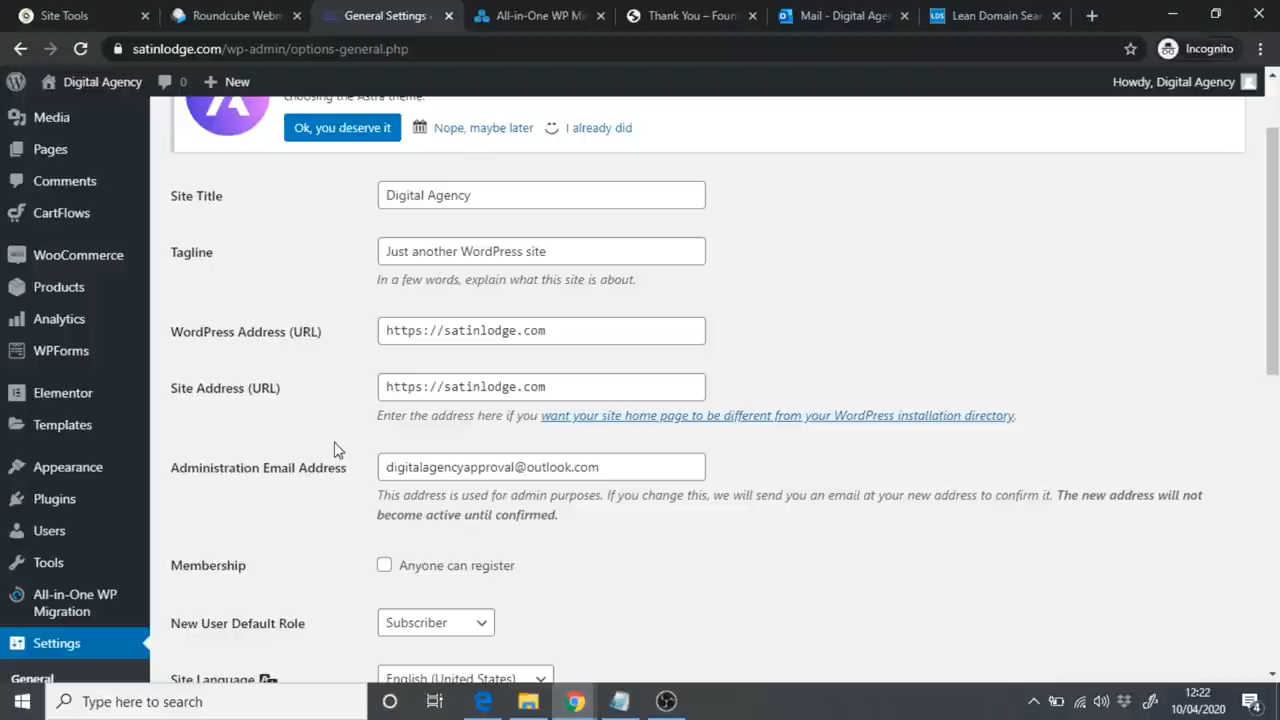 Site Tools
Roundcube Webm
General Settings
All-in-One WP Mi
Thank You – Foun
Mail - Digital Age
LDS Lean Domain Sea
satinlodge.com/wp-admin/options-general.php
Incognito
Digital Agency 0 New Howdy, Digital Agency
choosing the Astra theme.
Ok, you deserve it Nope, maybe later I already did
Media
Pages
Comments
CartFlows
WooCommerce
Products
Analytics
WPForms
Elementor
Templates
Appearance
Plugins
Users
Tools
All-in-One WP
Migration
Settings
General
Site Title Digital Agency
Tagline Just another WordPress site
In a few words, explain what this site is about.
WordPress Address (URL) https://satinlodge.com
Site Address (URL) https://satinlodge.com
Enter the address here if you want your site home page to be different from your WordPress installation directory.
Administration Email Address digitalagencyapproval@outlook.com
This address is used for admin purposes. If you change this, we will send you an email at your new address to confirm it. The new address will not
become active until confirmed.
Membership Anyone can register
New User Default Role Subscriber
Site Language English (United States)
Type here to search
12:22
10/04/2020
4